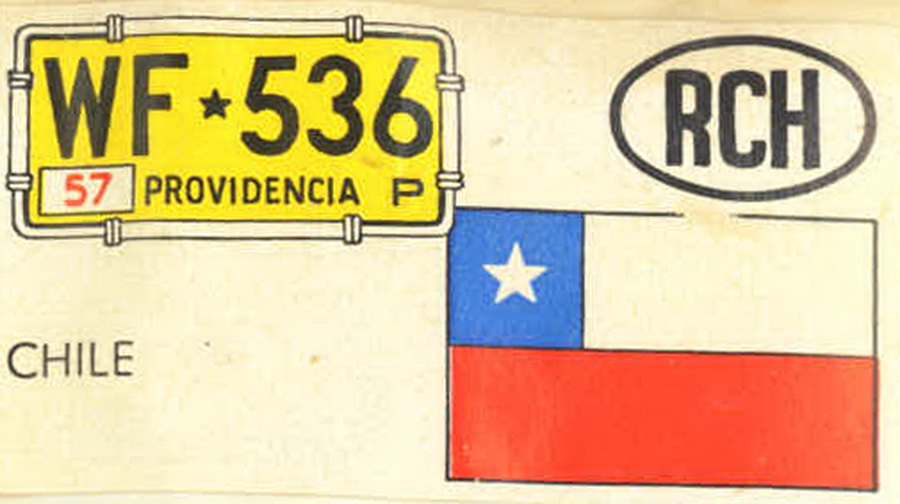 WF★536
57 PROVIDENCIA P
RCH
CHILE